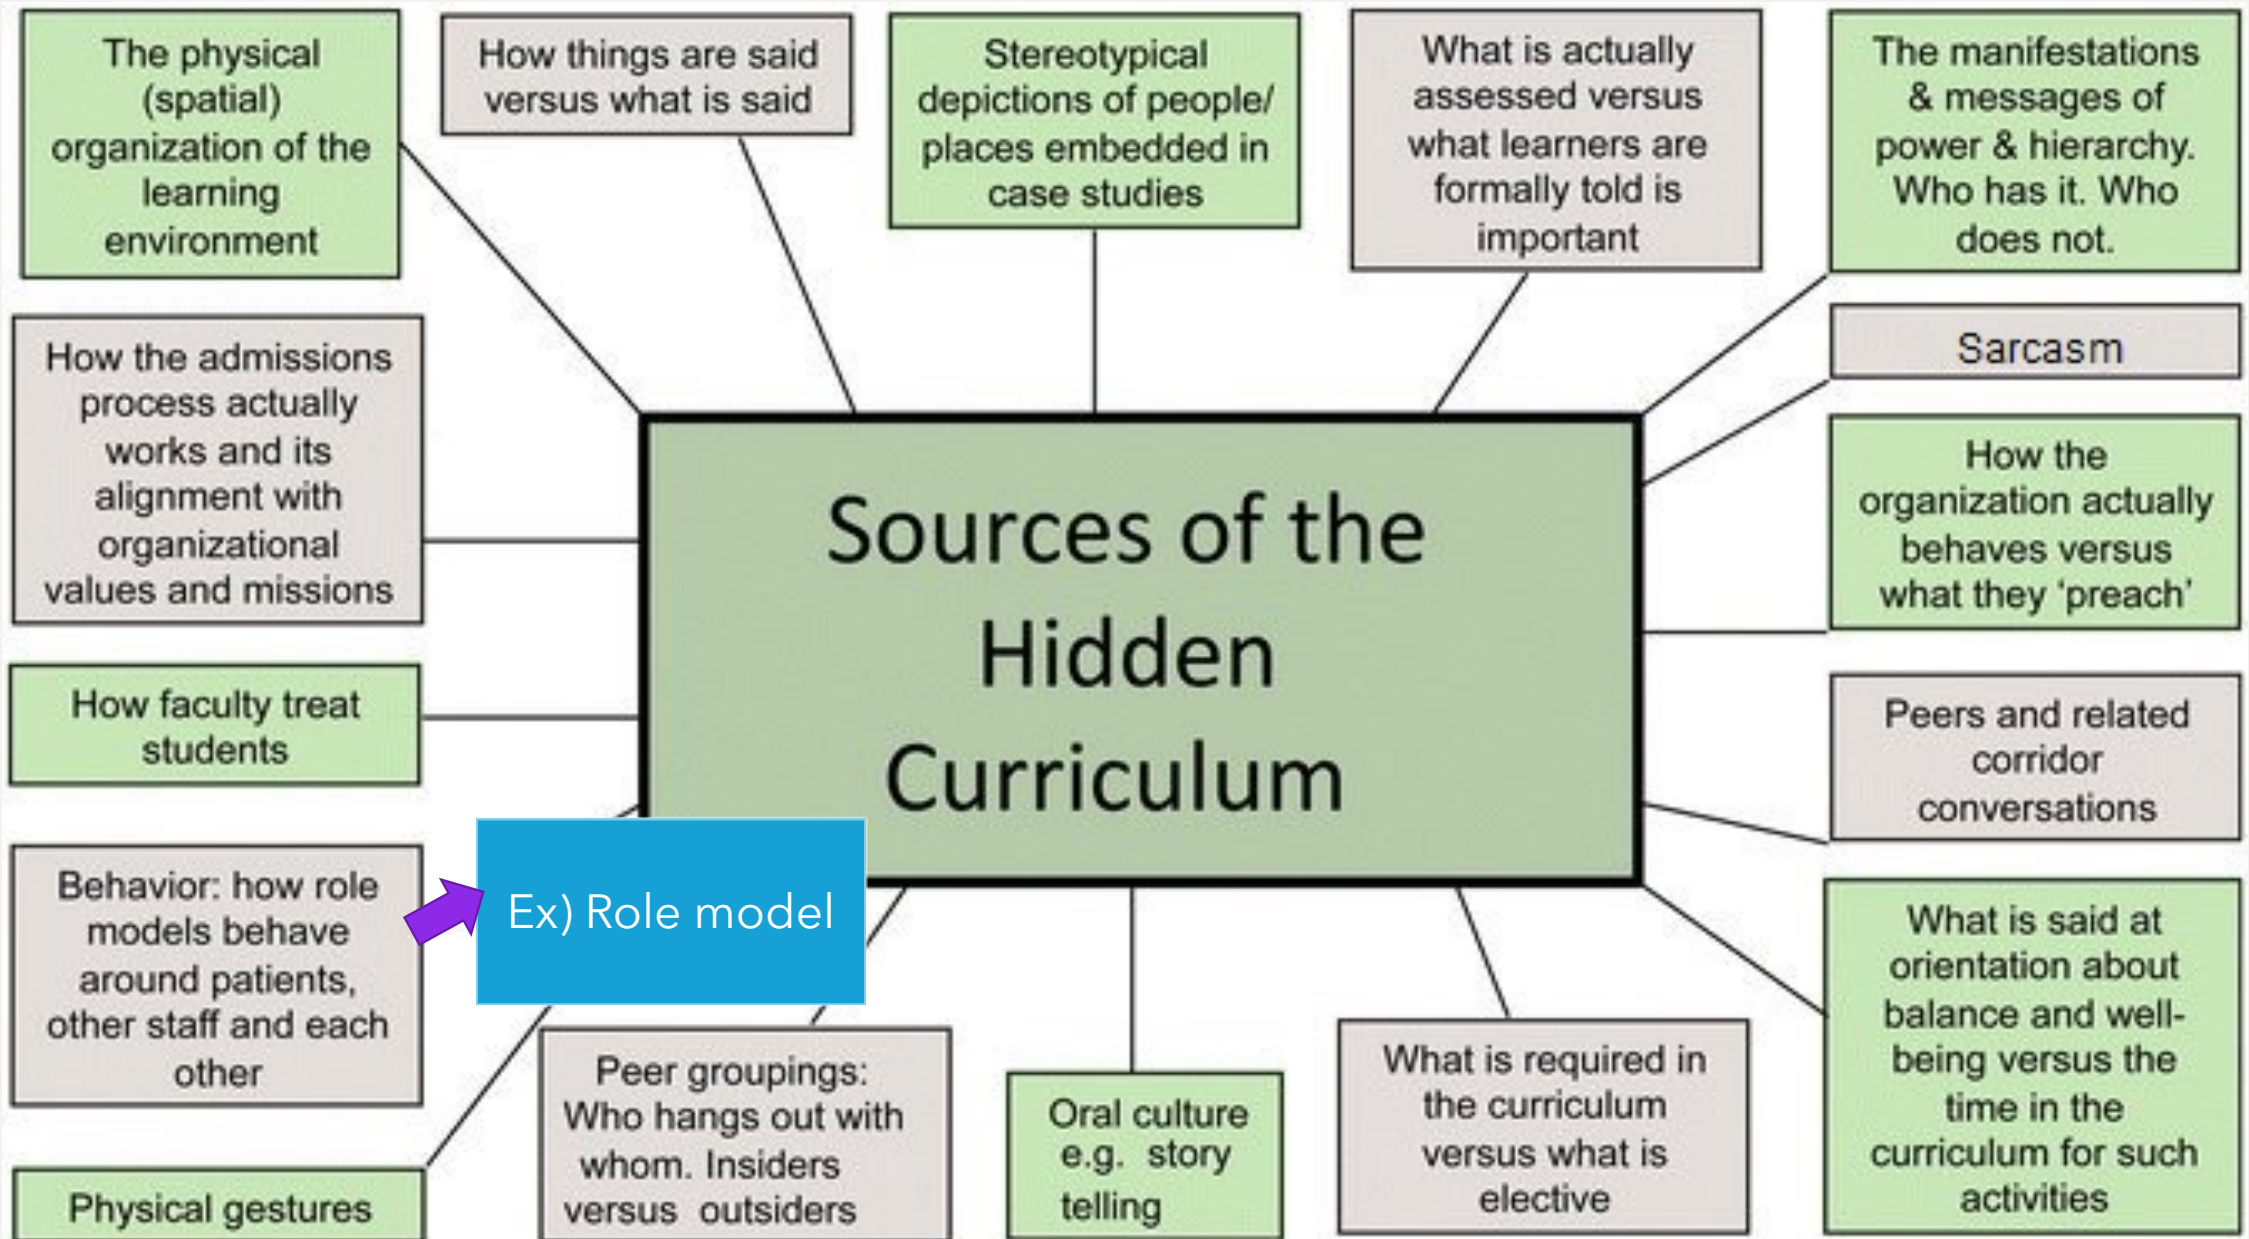 The physical
(spatial)
organization of the
learning
environment
How things are said
versus what is said
Stereotypical
depictions of people/
places embedded in
case studies
What is actually
assessed versus
what learners are
formally told is
important
The manifestations
& messages of
power & hierarchy.
Who has it. Who
does not.
Sarcasm
How the admissions
process actually
works and its
alignment with
organizational
values and missions
How the
organization actually
behaves versus
what they ‘preach’
Sources of the
Hidden
Curriculum
How faculty treat
students
Peers and related
corridor
conversations
Behavior: how role
models behave
around patients,
other staff and each
other
Ex) Role model
What is said at
orientation about
balance and well-
being versus the
time in the
curriculum for such
activities
Physical gestures
Peer groupings:
Who hangs out with
whom. Insiders
versus outsiders
Oral culture
e.g. story
telling
What is required in
the curriculum
versus what is
elective